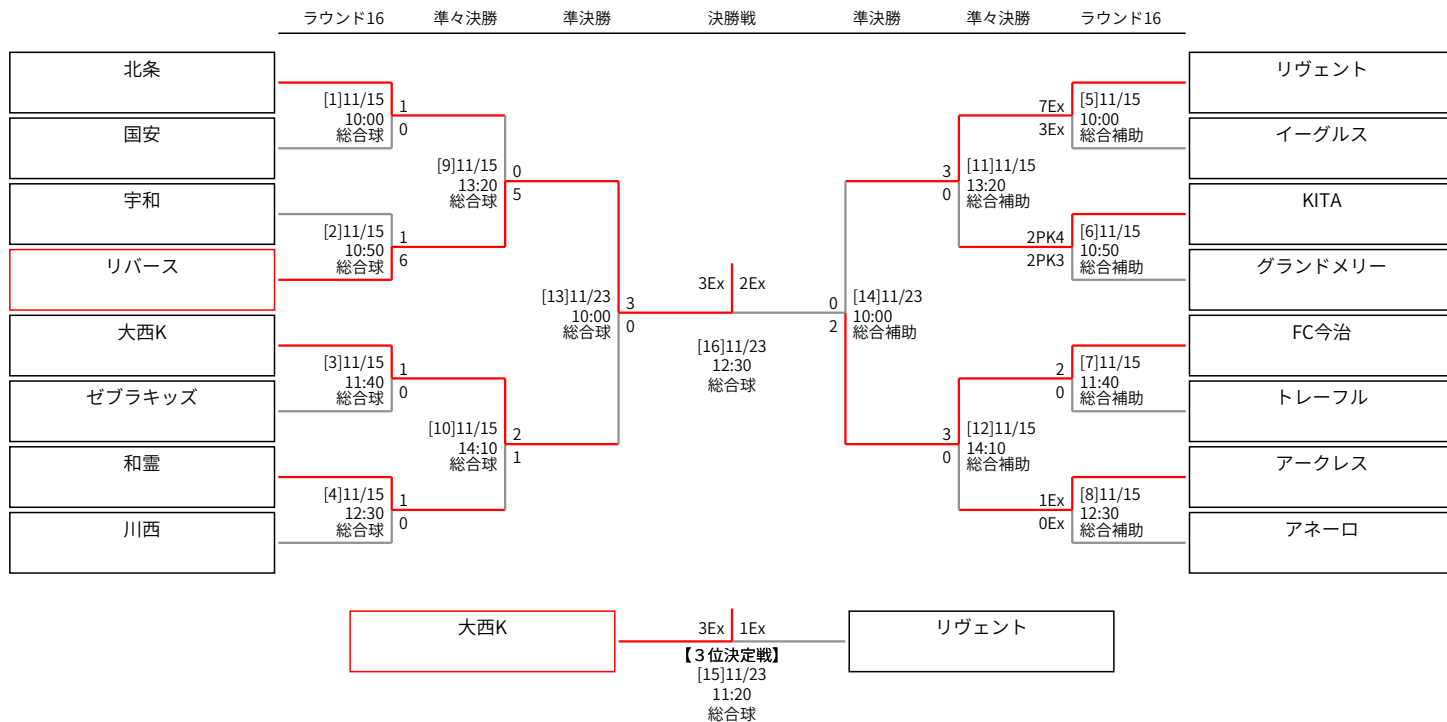 ラウンド16 準々決勝 準決勝 決勝戦 準決勝 準々決勝 ラウンド16
北条
国安
宇和
リバース
大西K
ゼブラキッズ
和霊
川西
[1]11/15
10:00
総合球
1
0
[2]11/15
10:50
総合球
1
6
[3]11/15
11:40
総合球
1
0
[4]11/15
12:30
総合球
1
0
[9]11/15
13:20
総合球
0
5
[10]11/15
14:10
総合球
2
1
[13]11/23
10:00
総合球
3
0
3Ex 2Ex
[16]11/23
12:30
総合球
0
2
[14]11/23
10:00
総合補助
3
0
[11]11/15
13:20
総合補助
3
0
[12]11/15
14:10
総合補助
7Ex
3Ex
[5]11/15
10:00
総合補助
2PK4
2PK3
[6]11/15
10:50
総合補助
2
0
[7]11/15
11:40
総合補助
1Ex
0Ex
[8]11/15
12:30
総合補助
リヴェント
イーグルス
KITA
グランドメリー
FC今治
トレーフル
アークレス
アネーロ
大西K
3Ex 1Ex
リヴェント
【３位決定戦】
[15]11/23
11:20
総合球